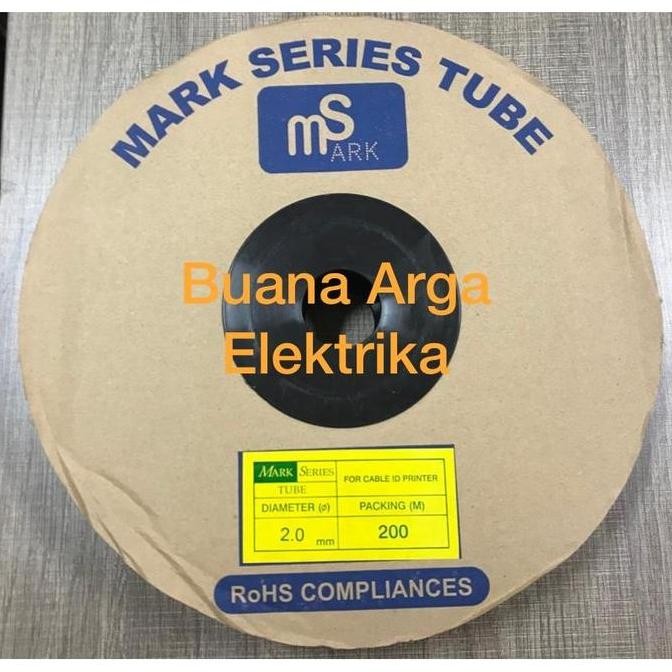 MARK SERIES TUBE
mS
ARK
Buana Arga
Elektrika
MARK SERIES
TUBE
FOR CABLE ID PRINTER
DIAMETER (ø)
PACKING (M)
2.0 mm
200
RoHS COMPLIANCES